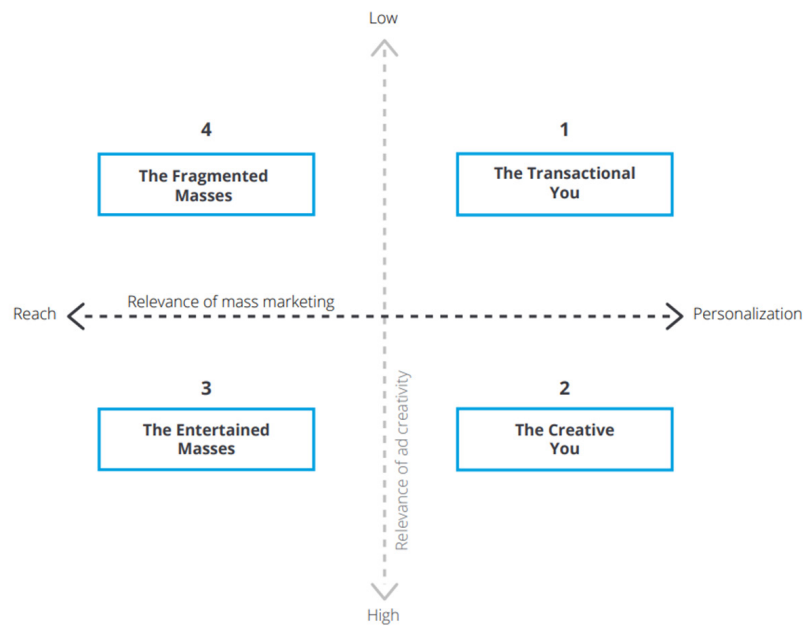 Low
4
1
The Fragmented
Masses
The Transactional
You
Relevance of mass marketing
Reach
Personalization
Relevance of ad creativity
3
2
The Entertained
Masses
The Creative
You
High